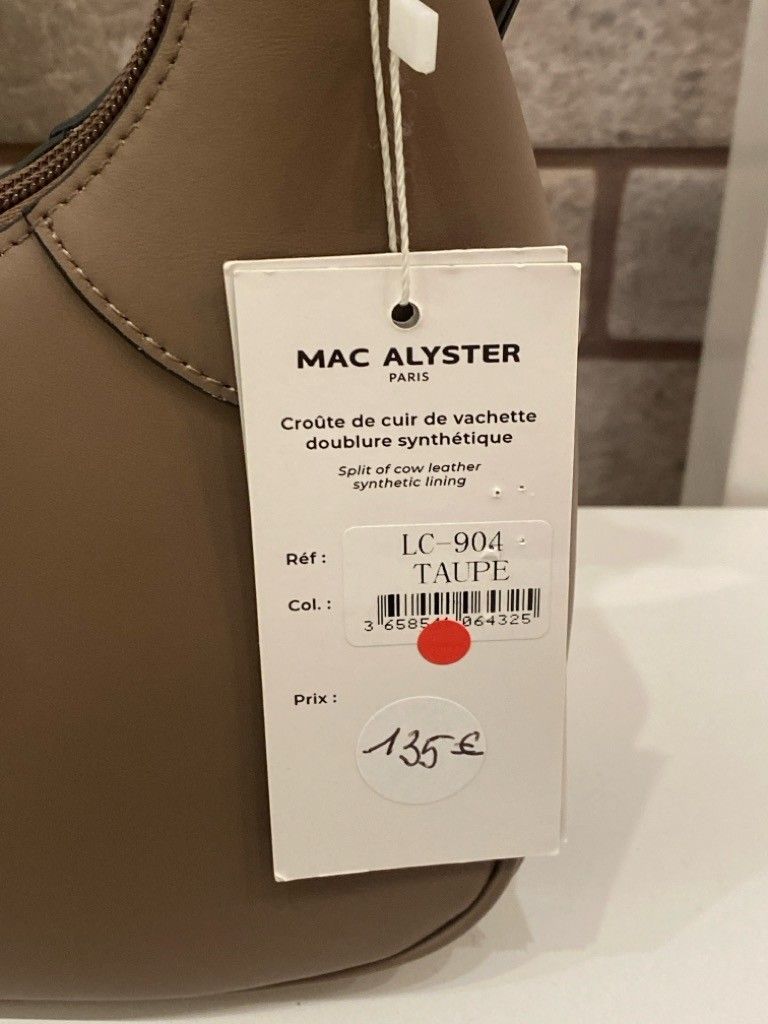 MAC ALYSTER
PARIS
Croûte de cuir de vachette
doublure synthétique
Split of cow leather
synthetic lining
Réf :
LC-904
TAUPE
Col. :
064325
Prix :
135 €